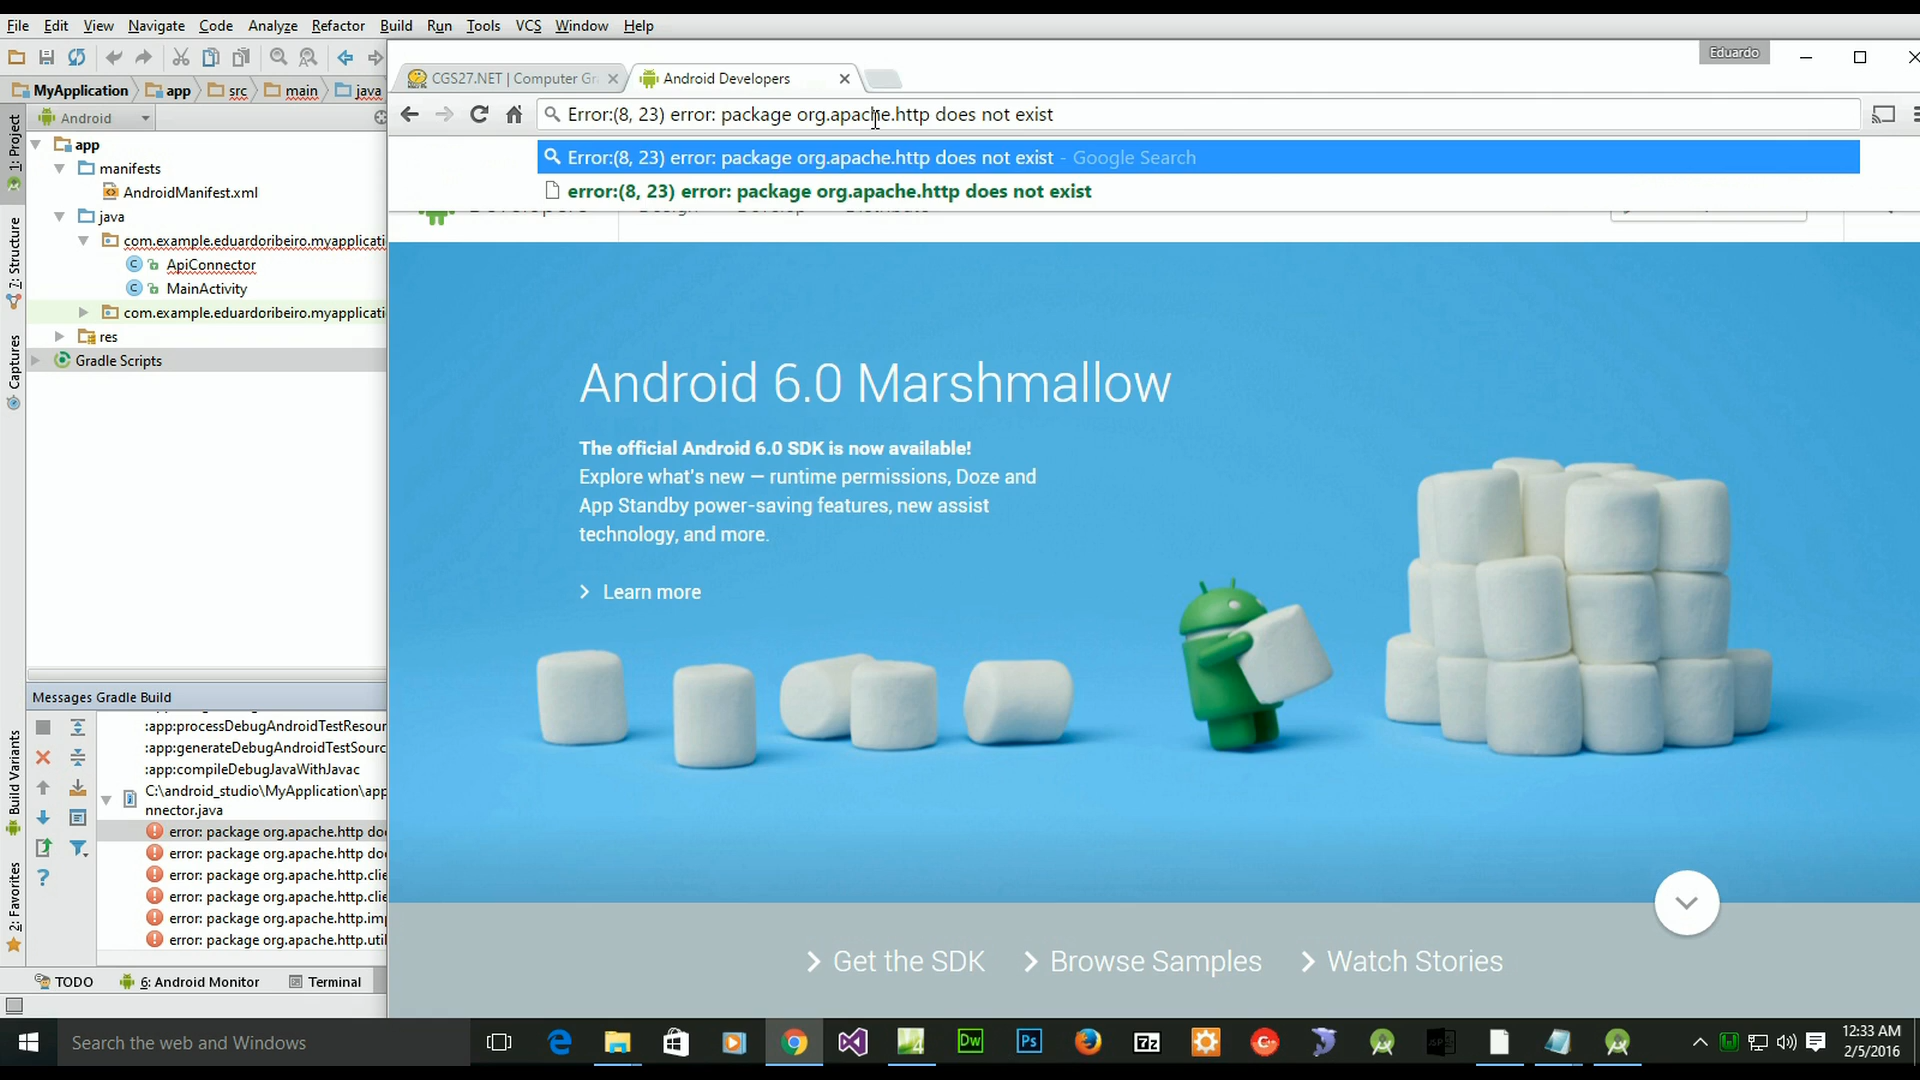 File Edit View Navigate Code Analyze Refactor Build Run Tools VCS Window Help
Eduardo
CGS27.NET | Computer Gr
Android Developers
MyApplication app src main java
Error:(8, 23) error: package org.apache.http does not exist
Android
Error:(8, 23) error: package org.apache.http does not exist - Google Search
error:(8, 23) error: package org.apache.http does not exist
1: Project
7: Structure
Captures
Build Variants
2: Favorites
app
manifests
AndroidManifest.xml
java
com.example.eduardoribeiro.myapplicati
ApiConnector
MainActivity
com.example.eduardoribeiro.myapplicati
res
Gradle Scripts
Android 6.0 Marshmallow
The official Android 6.0 SDK is now available!
Explore what's new — runtime permissions, Doze and
App Standby power-saving features, new assist
technology, and more.
Learn more
Messages Gradle Build
:app:processDebugAndroidTestResour
:app:generateDebugAndroidTestSourc
:app:compileDebugJavaWithJavac
C:\android_studio\MyApplication\app
nnector.java
error: package org.apache.http do
error: package org.apache.http do
error: package org.apache.http.clie
error: package org.apache.http.clie
error: package org.apache.http.im
error: package org.apache.http.util
Get the SDK Browse Samples Watch Stories
TODO 6: Android Monitor Terminal
Search the web and Windows
Dw
Ps
7z
12:33 AM
2/5/2016